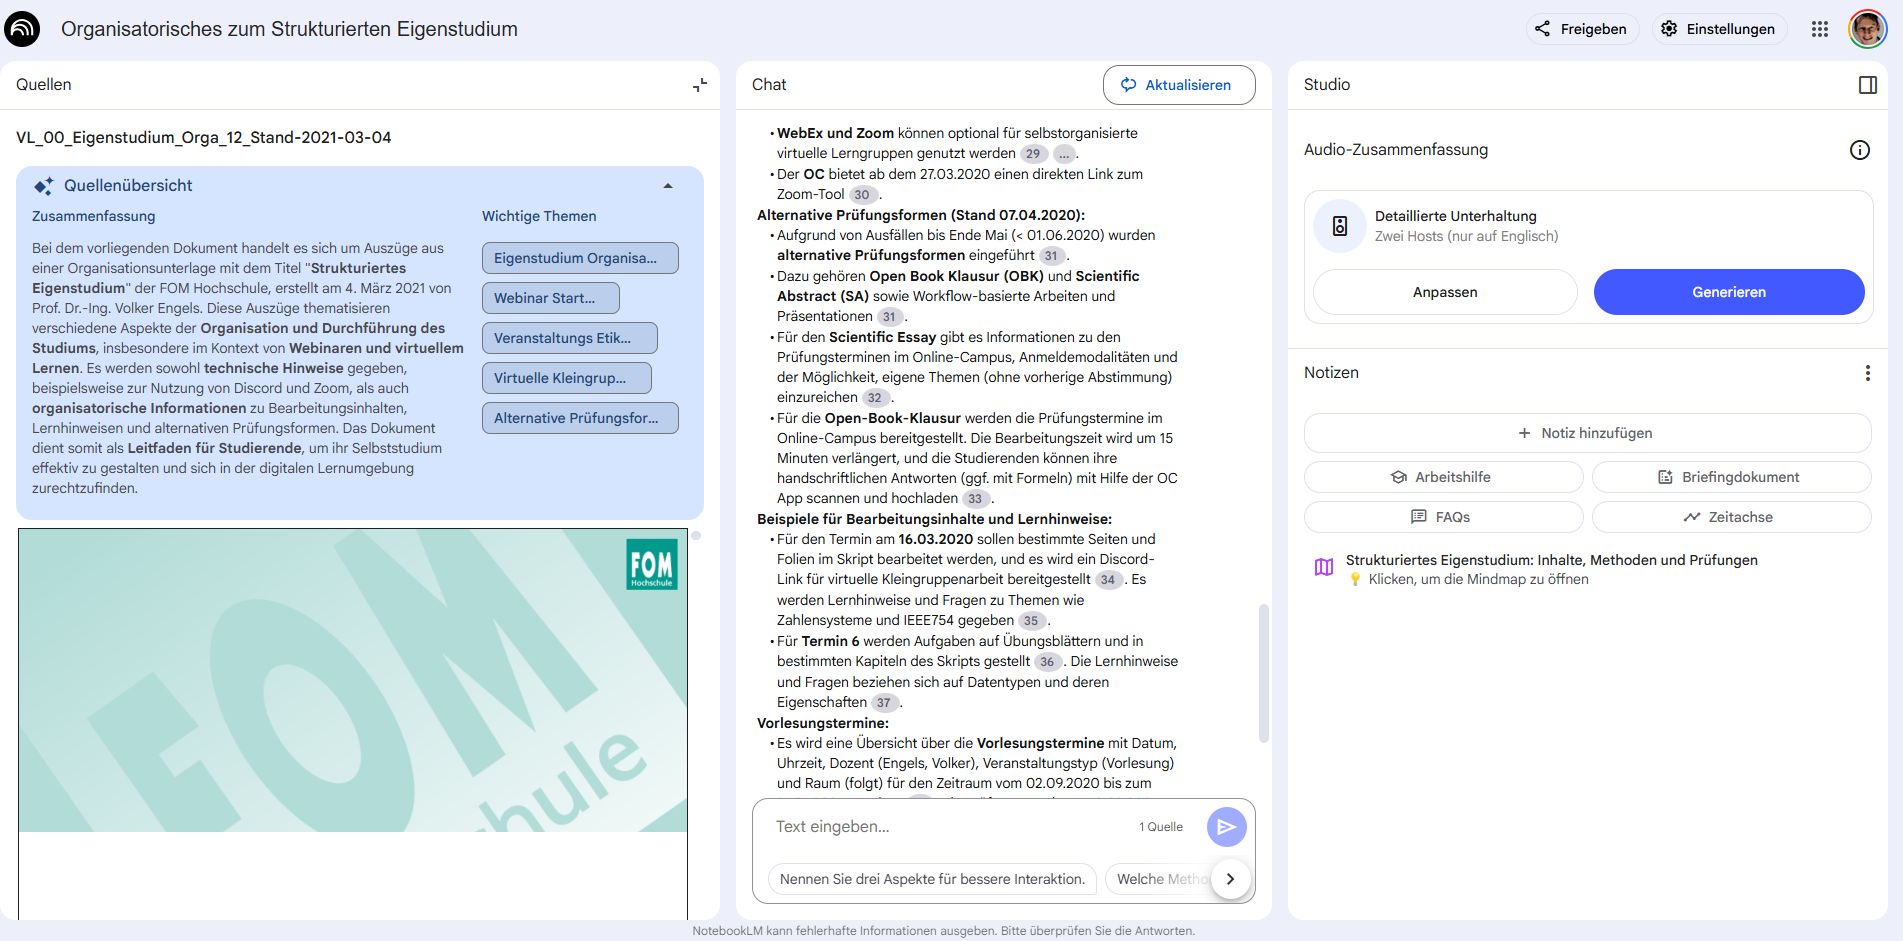 Organisatorisches zum Strukturierten Eigenstudium
Freigeben
Einstellungen
Quellen
VL_00_Eigenstudium_Orga_12_Stand-2021-03-04
Quellenübersicht
Zusammenfassung
Bei dem vorliegenden Dokument handelt es sich um Auszüge aus
einer Organisationsunterlage mit dem Titel "Strukturiertes
Eigenstudium" der FOM Hochschule, erstellt am 4. März 2021 von
Prof. Dr.-Ing. Volker Engels. Diese Auszüge thematisieren
verschiedene Aspekte der Organisation und Durchführung des
Studiums, insbesondere im Kontext von Webinaren und virtuellem
Lernen. Es werden sowohl technische Hinweise gegeben,
beispielsweise zur Nutzung von Discord und Zoom, als auch
organisatorische Informationen zu Bearbeitungsinhalten,
Lernhinweisen und alternativen Prüfungsformen. Das Dokument
dient somit als Leitfaden für Studierende, um ihr Selbststudium
effektiv zu gestalten und sich in der digitalen Lernumgebung
zurechtzufinden.
Wichtige Themen
Eigenstudium Organisa...
Webinar Start...
Veranstaltungs Etik...
Virtuelle Kleingrup...
Alternative Prüfungsfor...
FOM
Hochschule
FOM
chule
Chat
Aktualisieren
• WebEx und Zoom können optional für selbstorganisierte
virtuelle Lerngruppen genutzt werden 29 ... .
• Der OC bietet ab dem 27.03.2020 einen direkten Link zum
Zoom-Tool 30 .
Alternative Prüfungsformen (Stand 07.04.2020):
• Aufgrund von Ausfällen bis Ende Mai (< 01.06.2020) wurden
alternative Prüfungsformen eingeführt 31 .
• Dazu gehören Open Book Klausur (OBK) und Scientific
Abstract (SA) sowie Workflow-basierte Arbeiten und
Präsentationen 31 .
• Für den Scientific Essay gibt es Informationen zu den
Prüfungsterminen im Online-Campus, Anmeldemodalitäten und
der Möglichkeit, eigene Themen (ohne vorherige Abstimmung)
einzureichen 32 .
• Für die Open-Book-Klausur werden die Prüfungstermine im
Online-Campus bereitgestellt. Die Bearbeitungszeit wird um 15
Minuten verlängert, und die Studierenden können ihre
handschriftlichen Antworten (ggf. mit Formeln) mit Hilfe der OC
App scannen und hochladen 33 .
Beispiele für Bearbeitungsinhalte und Lernhinweise:
• Für den Termin am 16.03.2020 sollen bestimmte Seiten und
Folien im Skript bearbeitet werden, und es wird ein Discord-
Link für virtuelle Kleingruppenarbeit bereitgestellt 34 . Es
werden Lernhinweise und Fragen zu Themen wie
Zahlensysteme und IEEE754 gegeben 35 .
• Für Termin 6 werden Aufgaben auf Übungsblättern und in
bestimmten Kapiteln des Skripts gestellt 36 . Die Lernhinweise
und Fragen beziehen sich auf Datentypen und deren
Eigenschaften 37 .
Vorlesungstermine:
• Es wird eine Übersicht über die Vorlesungstermine mit Datum,
Uhrzeit, Dozent (Engels, Volker), Veranstaltungstyp (Vorlesung)
und Raum (folgt) für den Zeitraum vom 02.09.2020 bis zum
Text eingeben...
1 Quelle
Nennen Sie drei Aspekte für bessere Interaktion.
Welche Metho
Studio
Audio-Zusammenfassung
Detaillierte Unterhaltung
Zwei Hosts (nur auf Englisch)
Anpassen
Generieren
Notizen
+ Notiz hinzufügen
Arbeitshilfe
Briefingdokument
FAQs
Zeitachse
Strukturiertes Eigenstudium: Inhalte, Methoden und Prüfungen
Klicken, um die Mindmap zu öffnen
NotebookLM kann fehlerhafte Informationen ausgeben. Bitte überprüfen Sie die Antworten.